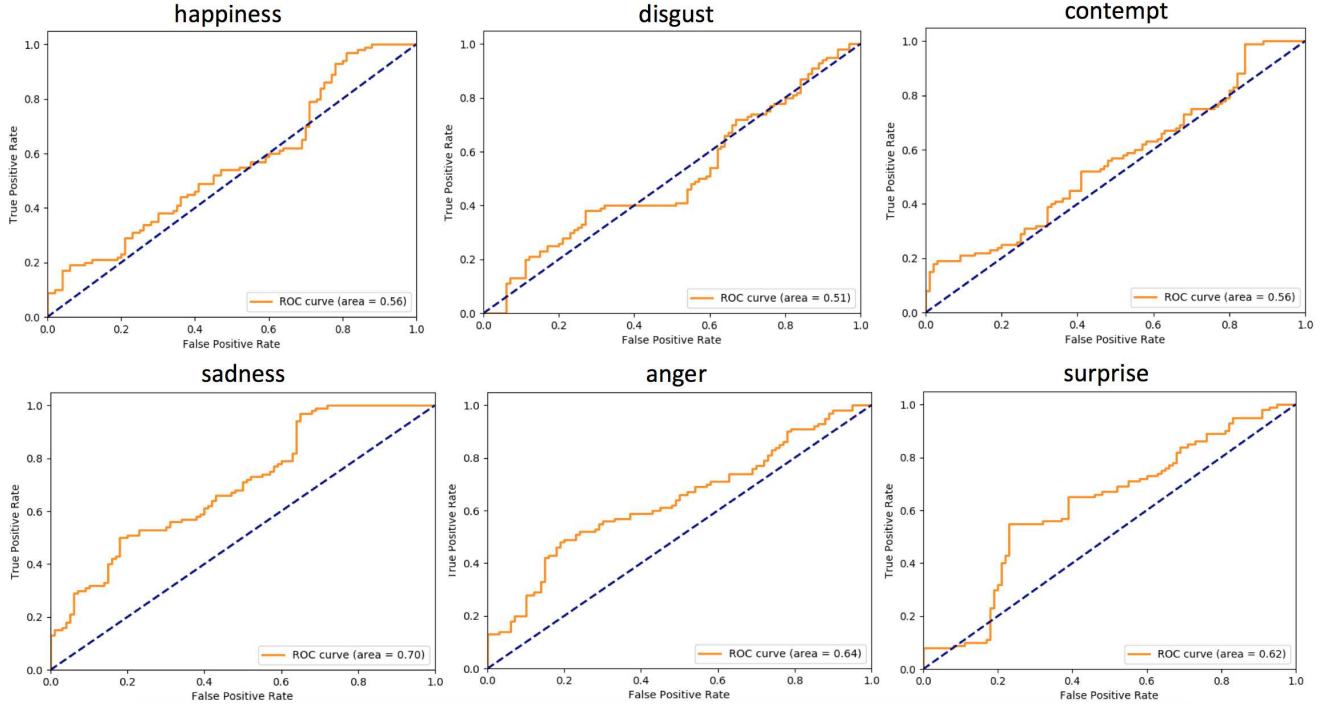 happiness
disgust
contempt
True Positive Rate
1.0
0.8
0.6
0.4
0.2
0.0
ROC curve (area = 0.56)
0.0 0.2 0.4 0.6 0.8 1.0
False Positive Rate
True Positive Rate
1.0
0.8
0.6
0.4
0.2
0.0
ROC curve (area = 0.51)
0.0 0.2 0.4 0.6 0.8 1.0
False Positive Rate
True Positive Rate
1.0
0.8
0.6
0.4
0.2
0.0
ROC curve (area = 0.56)
0.0 0.2 0.4 0.6 0.8 1.0
False Positive Rate
sadness
anger
surprise
True Positive Rate
1.0
0.8
0.6
0.4
0.2
0.0
ROC curve (area = 0.70)
0.0 0.2 0.4 0.6 0.8 1.0
False Positive Rate
True Positive Rate
1.0
0.8
0.6
0.4
0.2
0.0
ROC curve (area = 0.64)
0.0 0.2 0.4 0.6 0.8 1.0
False Positive Rate
True Positive Rate
1.0
0.8
0.6
0.4
0.2
0.0
ROC curve (area = 0.62)
0.0 0.2 0.4 0.6 0.8 1.0
False Positive Rate